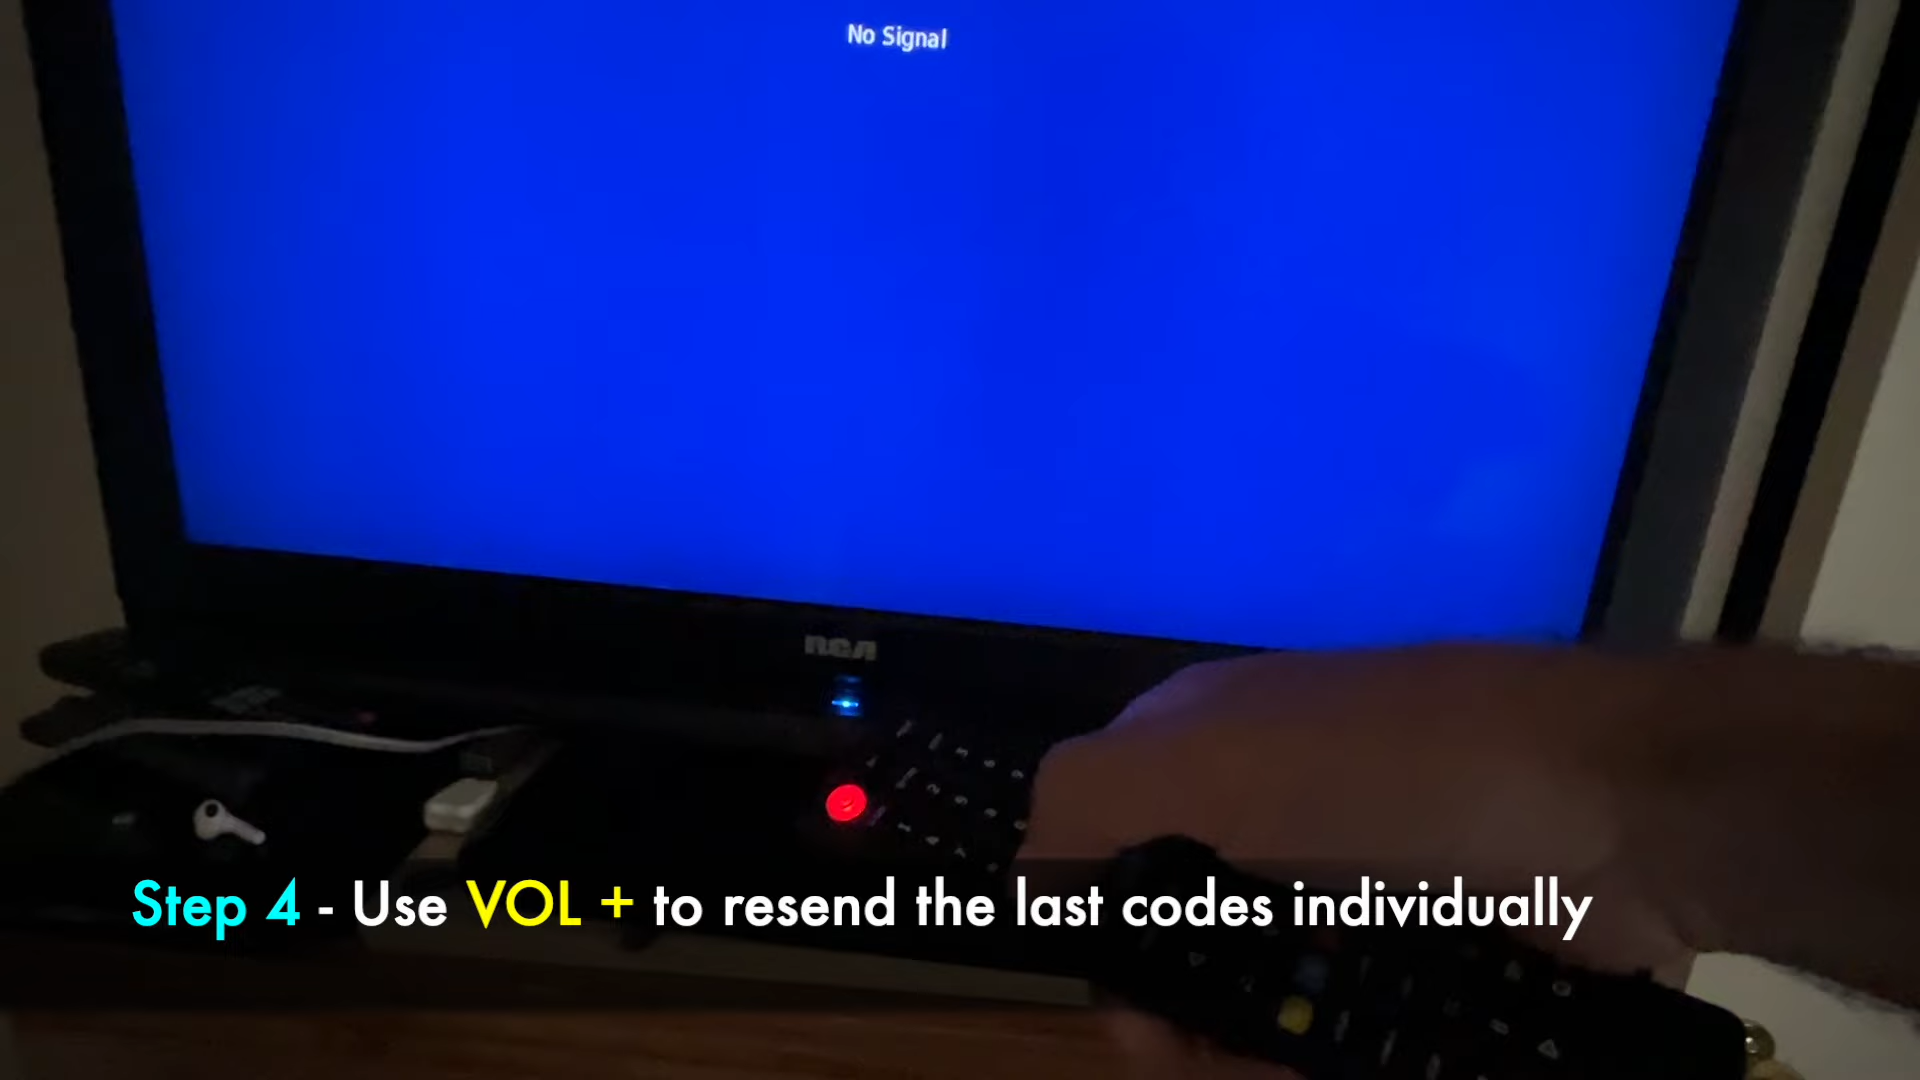 No Signal
RCA
Step 4 - Use VOL + to resend the last codes individually